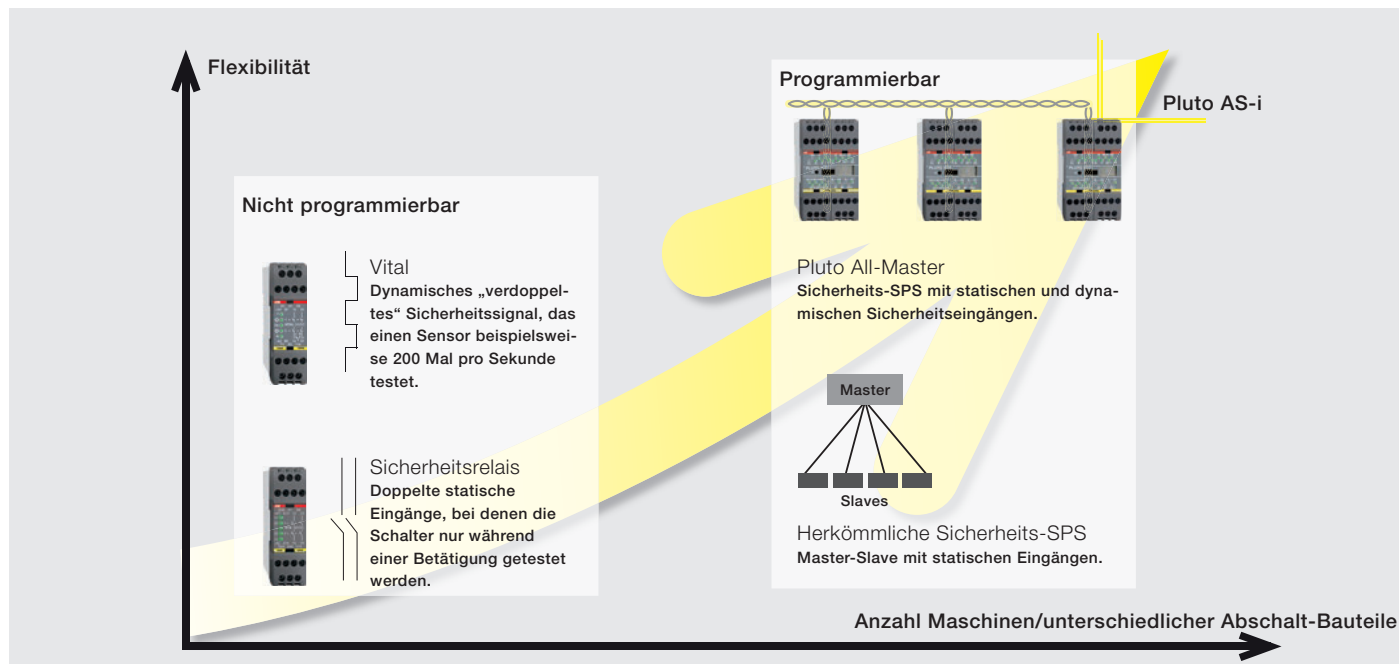 Flexibilität
Programmierbar
Pluto AS-i
Nicht programmierbar
Vital
Dynamisches „verdoppel-
tes“ Sicherheitssignal, das
einen Sensor beispielswei-
se 200 Mal pro Sekunde
testet.
Pluto All-Master
Sicherheits-SPS mit statischen und dyna-
mischen Sicherheitseingängen.
Master
Slaves
Sicherheitsrelais
Doppelte statische
Eingänge, bei denen die
Schalter nur während
einer Betätigung getestet
werden.
Herkömmliche Sicherheits-SPS
Master-Slave mit statischen Eingängen.
Anzahl Maschinen/unterschiedlicher Abschalt-Bauteile